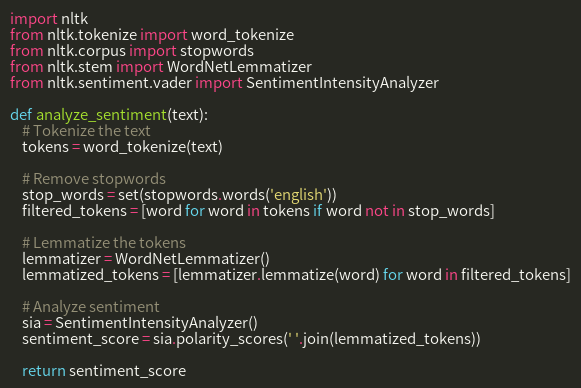 import nltk
from nltk.tokenize import word_tokenize
from nltk.corpus import stopwords
from nltk.stem import WordNetLemmatizer
from nltk.sentiment.vader import SentimentIntensityAnalyzer

def analyze_sentiment(text):
    # Tokenize the text
    tokens = word_tokenize(text)

    # Remove stopwords
    stop_words = set(stopwords.words('english'))
    filtered_tokens = [word for word in tokens if word not in stop_words]

    # Lemmatize the tokens
    lemmatizer = WordNetLemmatizer()
    lemmatized_tokens = [lemmatizer.lemmatize(word) for word in filtered_tokens]

    # Analyze sentiment
    sia = SentimentIntensityAnalyzer()
    sentiment_score = sia.polarity_scores(' '.join(lemmatized_tokens))

    return sentiment_score